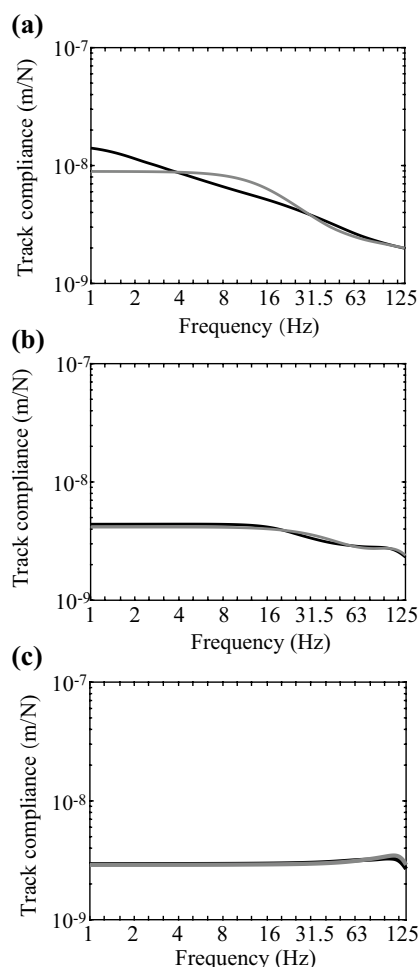 (a)
10-7
10-8
10-9
Track compliance (m/N)
1 2 4 8 16 31.5 63 125
Frequency (Hz)
(b)
10-7
10-8
10-9
Track compliance (m/N)
1 2 4 8 16 31.5 63 125
Frequency (Hz)
(c)
10-7
10-8
10-9
Track compliance (m/N)
1 2 4 8 16 31.5 63 125
Frequency (Hz)